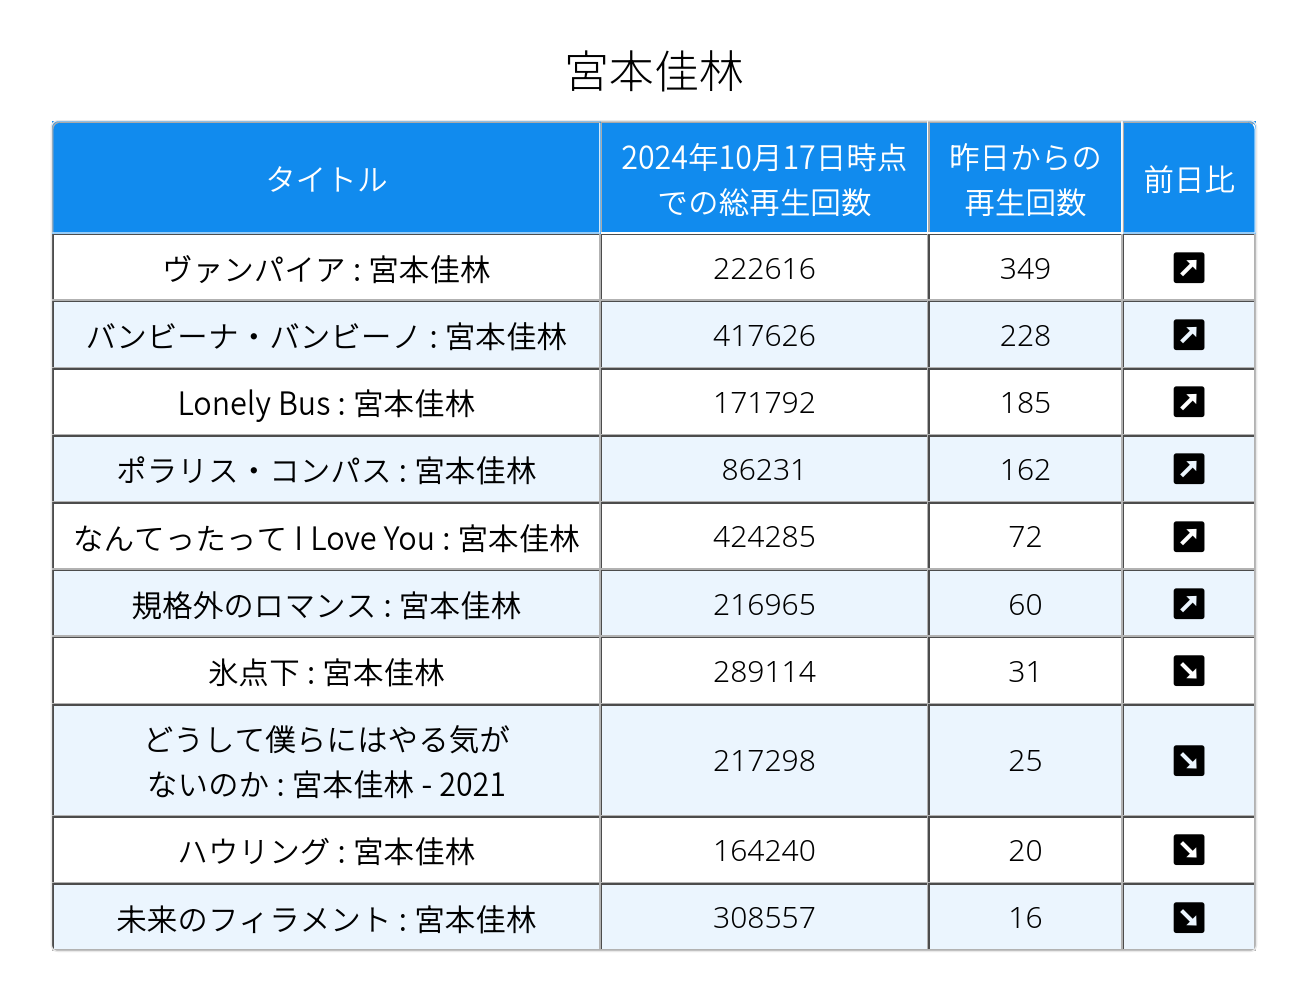 宮本佳林
タイトル
2024年10月17日時点
での総再生回数
昨日からの
再生回数
前日比
ヴァンパイア : 宮本佳林 222616 349 ↗
バンビーナ・バンビーノ : 宮本佳林 417626 228 ↗
Lonely Bus : 宮本佳林 171792 185 ↗
ポラリス・コンパス : 宮本佳林 86231 162 ↗
なんてったって I Love You : 宮本佳林 424285 72 ↗
規格外のロマンス : 宮本佳林 216965 60 ↗
氷点下 : 宮本佳林 289114 31 ↘
どうして僕らにはやる気が
ないのか : 宮本佳林 - 2021 217298 25 ↘
ハウリング : 宮本佳林 164240 20 ↘
未来のフィラメント : 宮本佳林 308557 16 ↘